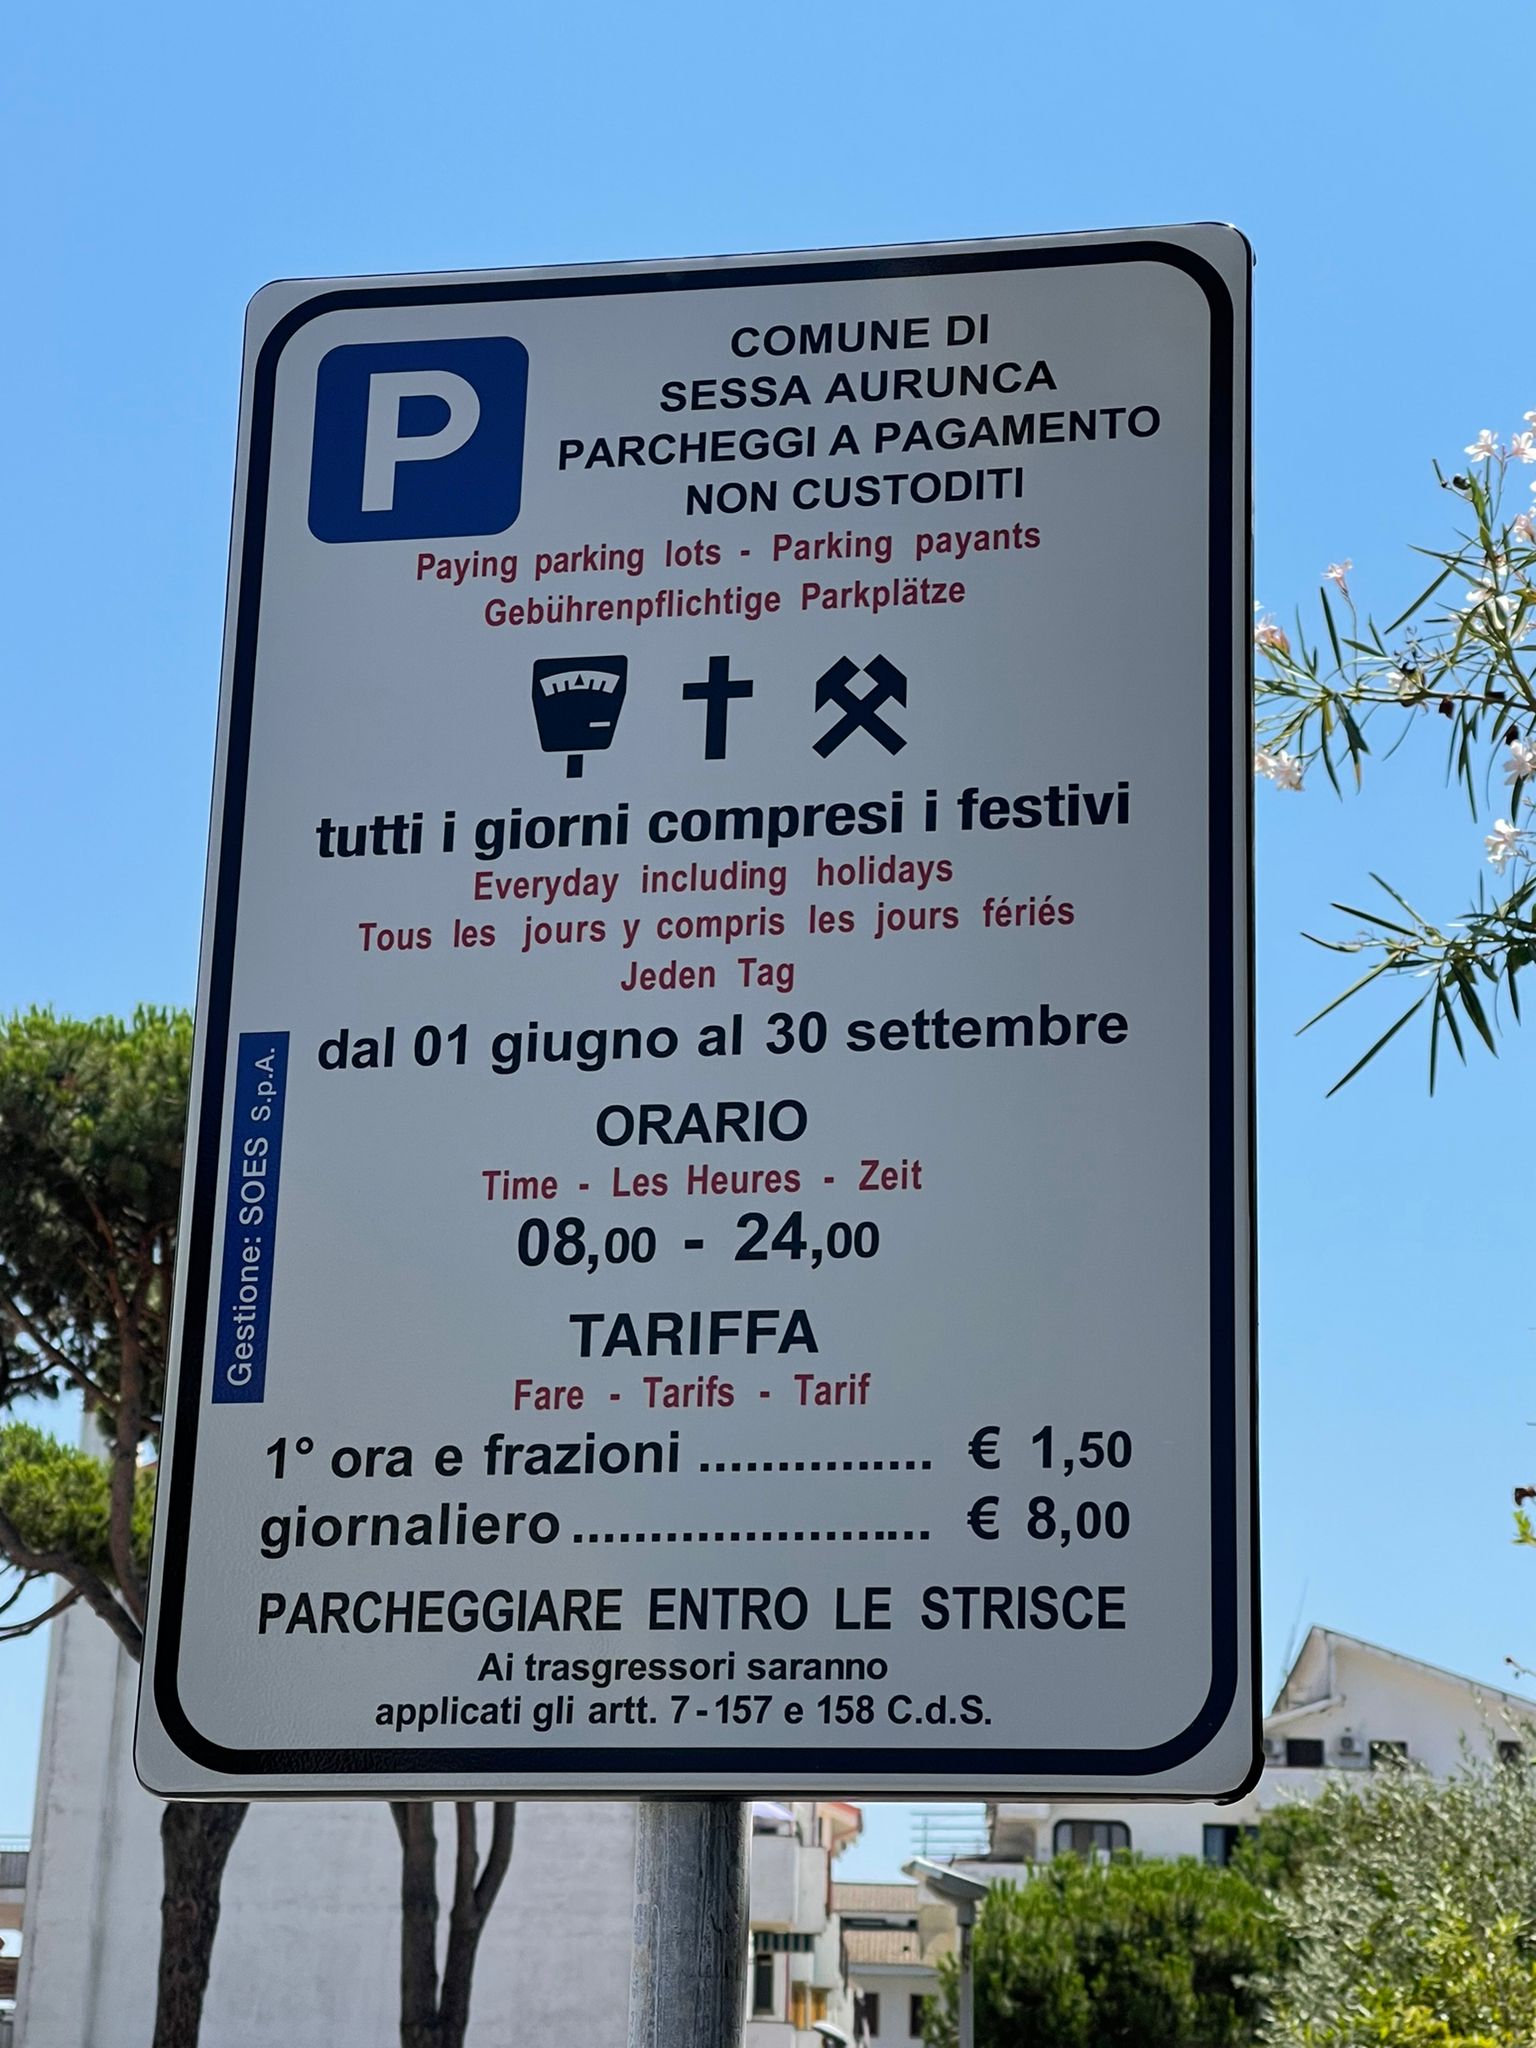 P
COMUNE DI
SESSA AURUNCA
PARCHEGGI A PAGAMENTO
NON CUSTODITI
Paying parking lots - Parking payants
Gebührenpflichtige Parkplätze
tutti i giorni compresi i festivi
Everyday including holidays
Tous les jours y compris les jours fériés
Jeden Tag
dal 01 giugno al 30 settembre
ORARIO
Time - Les Heures - Zeit
08,00 - 24,00
TARIFFA
Fare - Tarifs - Tarif
1° ora e frazioni ............... € 1,50
giornaliero ....................... € 8,00
PARCHEGGIARE ENTRO LE STRISCE
Ai trasgressori saranno
applicati gli artt. 7-157 e 158 C.d.S.
Gestione: SOES S.p.A.